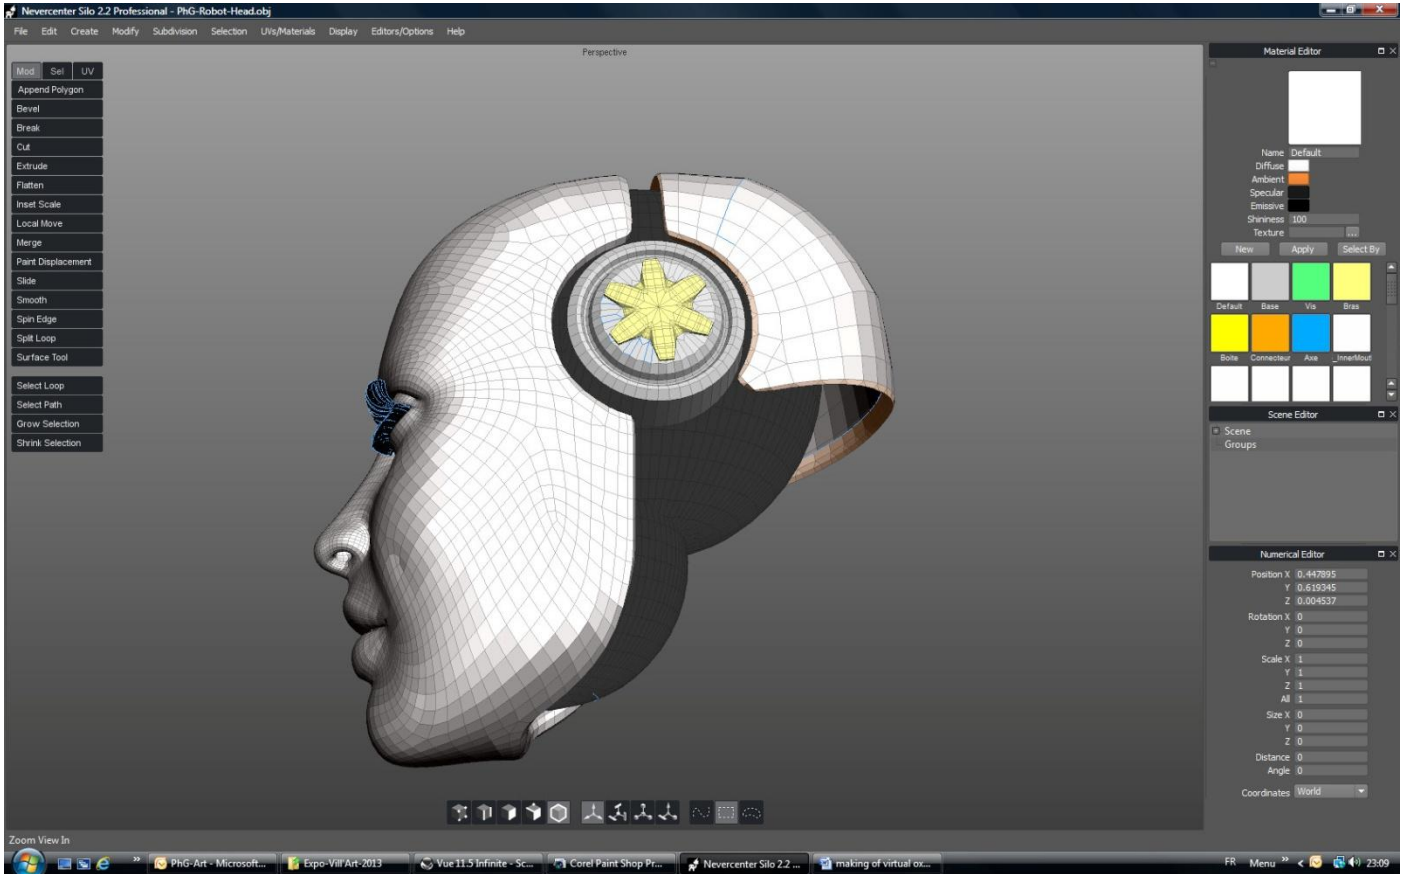 Nevercenter Silo 2.2 Professional - PhG-Robot-Head.obj
File Edit Create Modify Subdivision Selection UVs/Materials Display Editors/Options Help
Perspective
Mod Sel UV
Append Polygon
Bevel
Break
Cut
Extrude
Flatten
Inset Scale
Local Move
Merge
Paint Displacement
Slide
Smooth
Spin Edge
Split Loop
Surface Tool
Select Loop
Select Path
Grow Selection
Shrink Selection
Material Editor
Name Default
Diffuse
Ambient
Specular
Emissive
Shininess 100
Texture ...
New Apply Select By
Default Base Vis Bras
Boite Connecteur Axe _InnerMout
Scene Editor
Scene
Groups
Numerical Editor
Position X 0.447895
Y 0.619345
Z 0.004537
Rotation X 0
Y 0
Z 0
Scale X 1
Y 1
Z 1
All 1
Size X 0
Y 0
Z 0
Distance 0
Angle 0
Coordinates World
Zoom View In
PhG-Art - Microsoft... Expo-Vill'Art-2013 Vue 11.5 Infinite - Sc... Corel Paint Shop Pr... Nevercenter Silo 2.2 ... making of virtual ox... FR Menu 23:09